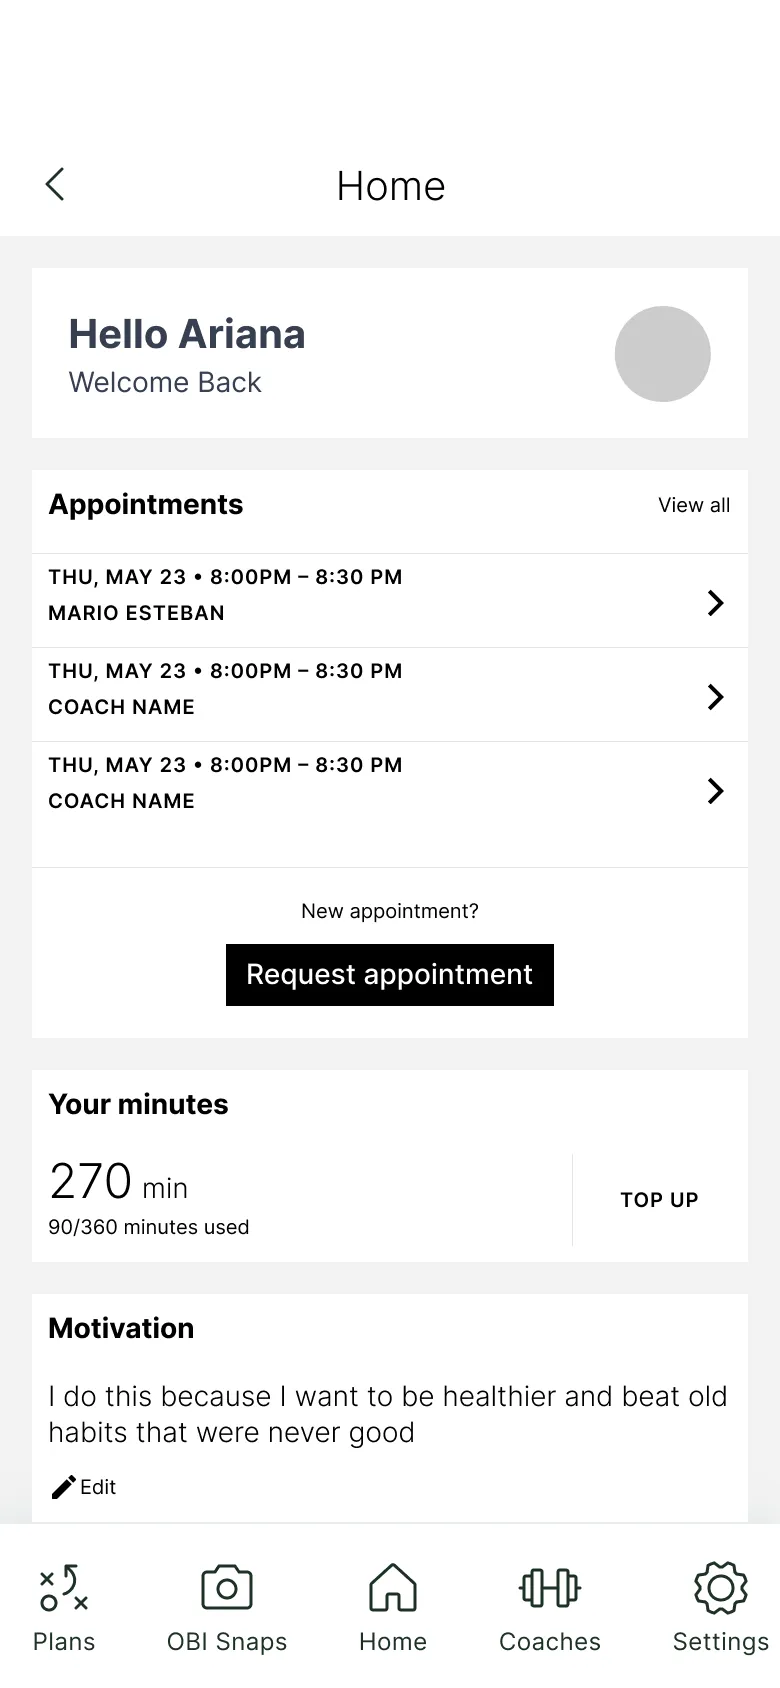 Home
Hello Ariana
Welcome Back
Appointments
View all
THU, MAY 23 • 8:00PM – 8:30 PM
MARIO ESTEBAN
THU, MAY 23 • 8:00PM – 8:30 PM
COACH NAME
THU, MAY 23 • 8:00PM – 8:30 PM
COACH NAME
New appointment?
Request appointment
Your minutes
270 min
90/360 minutes used
TOP UP
Motivation
I do this because I want to be healthier and beat old
habits that were never good
Edit
Plans
OBI Snaps
Home
Coaches
Settings